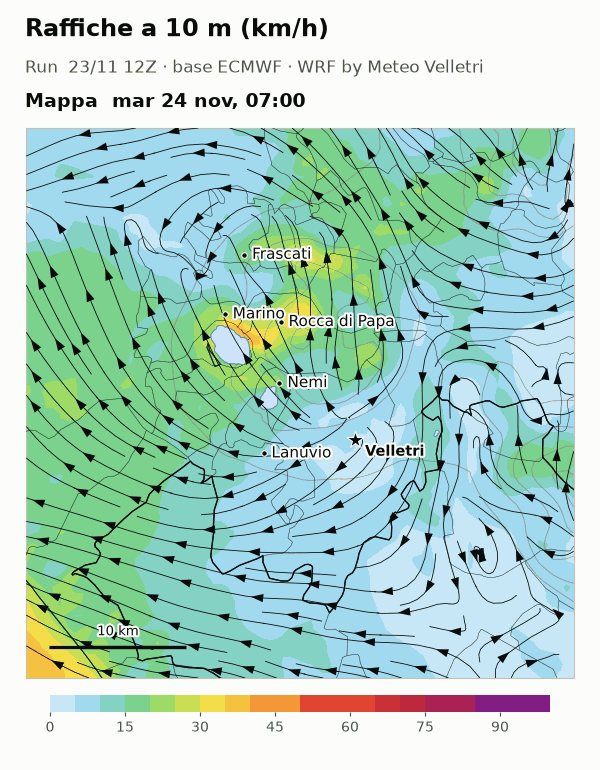 Raffiche a 10 m (km/h)
Run  23/11 12Z · base ECMWF · WRF by Meteo Velletri
Mappa  mar 24 nov, 07:00
Frascati
Marino
Rocca di Papa
Nemi
Velletri
Lanuvio
10 km
0 15 30 45 60 75 90